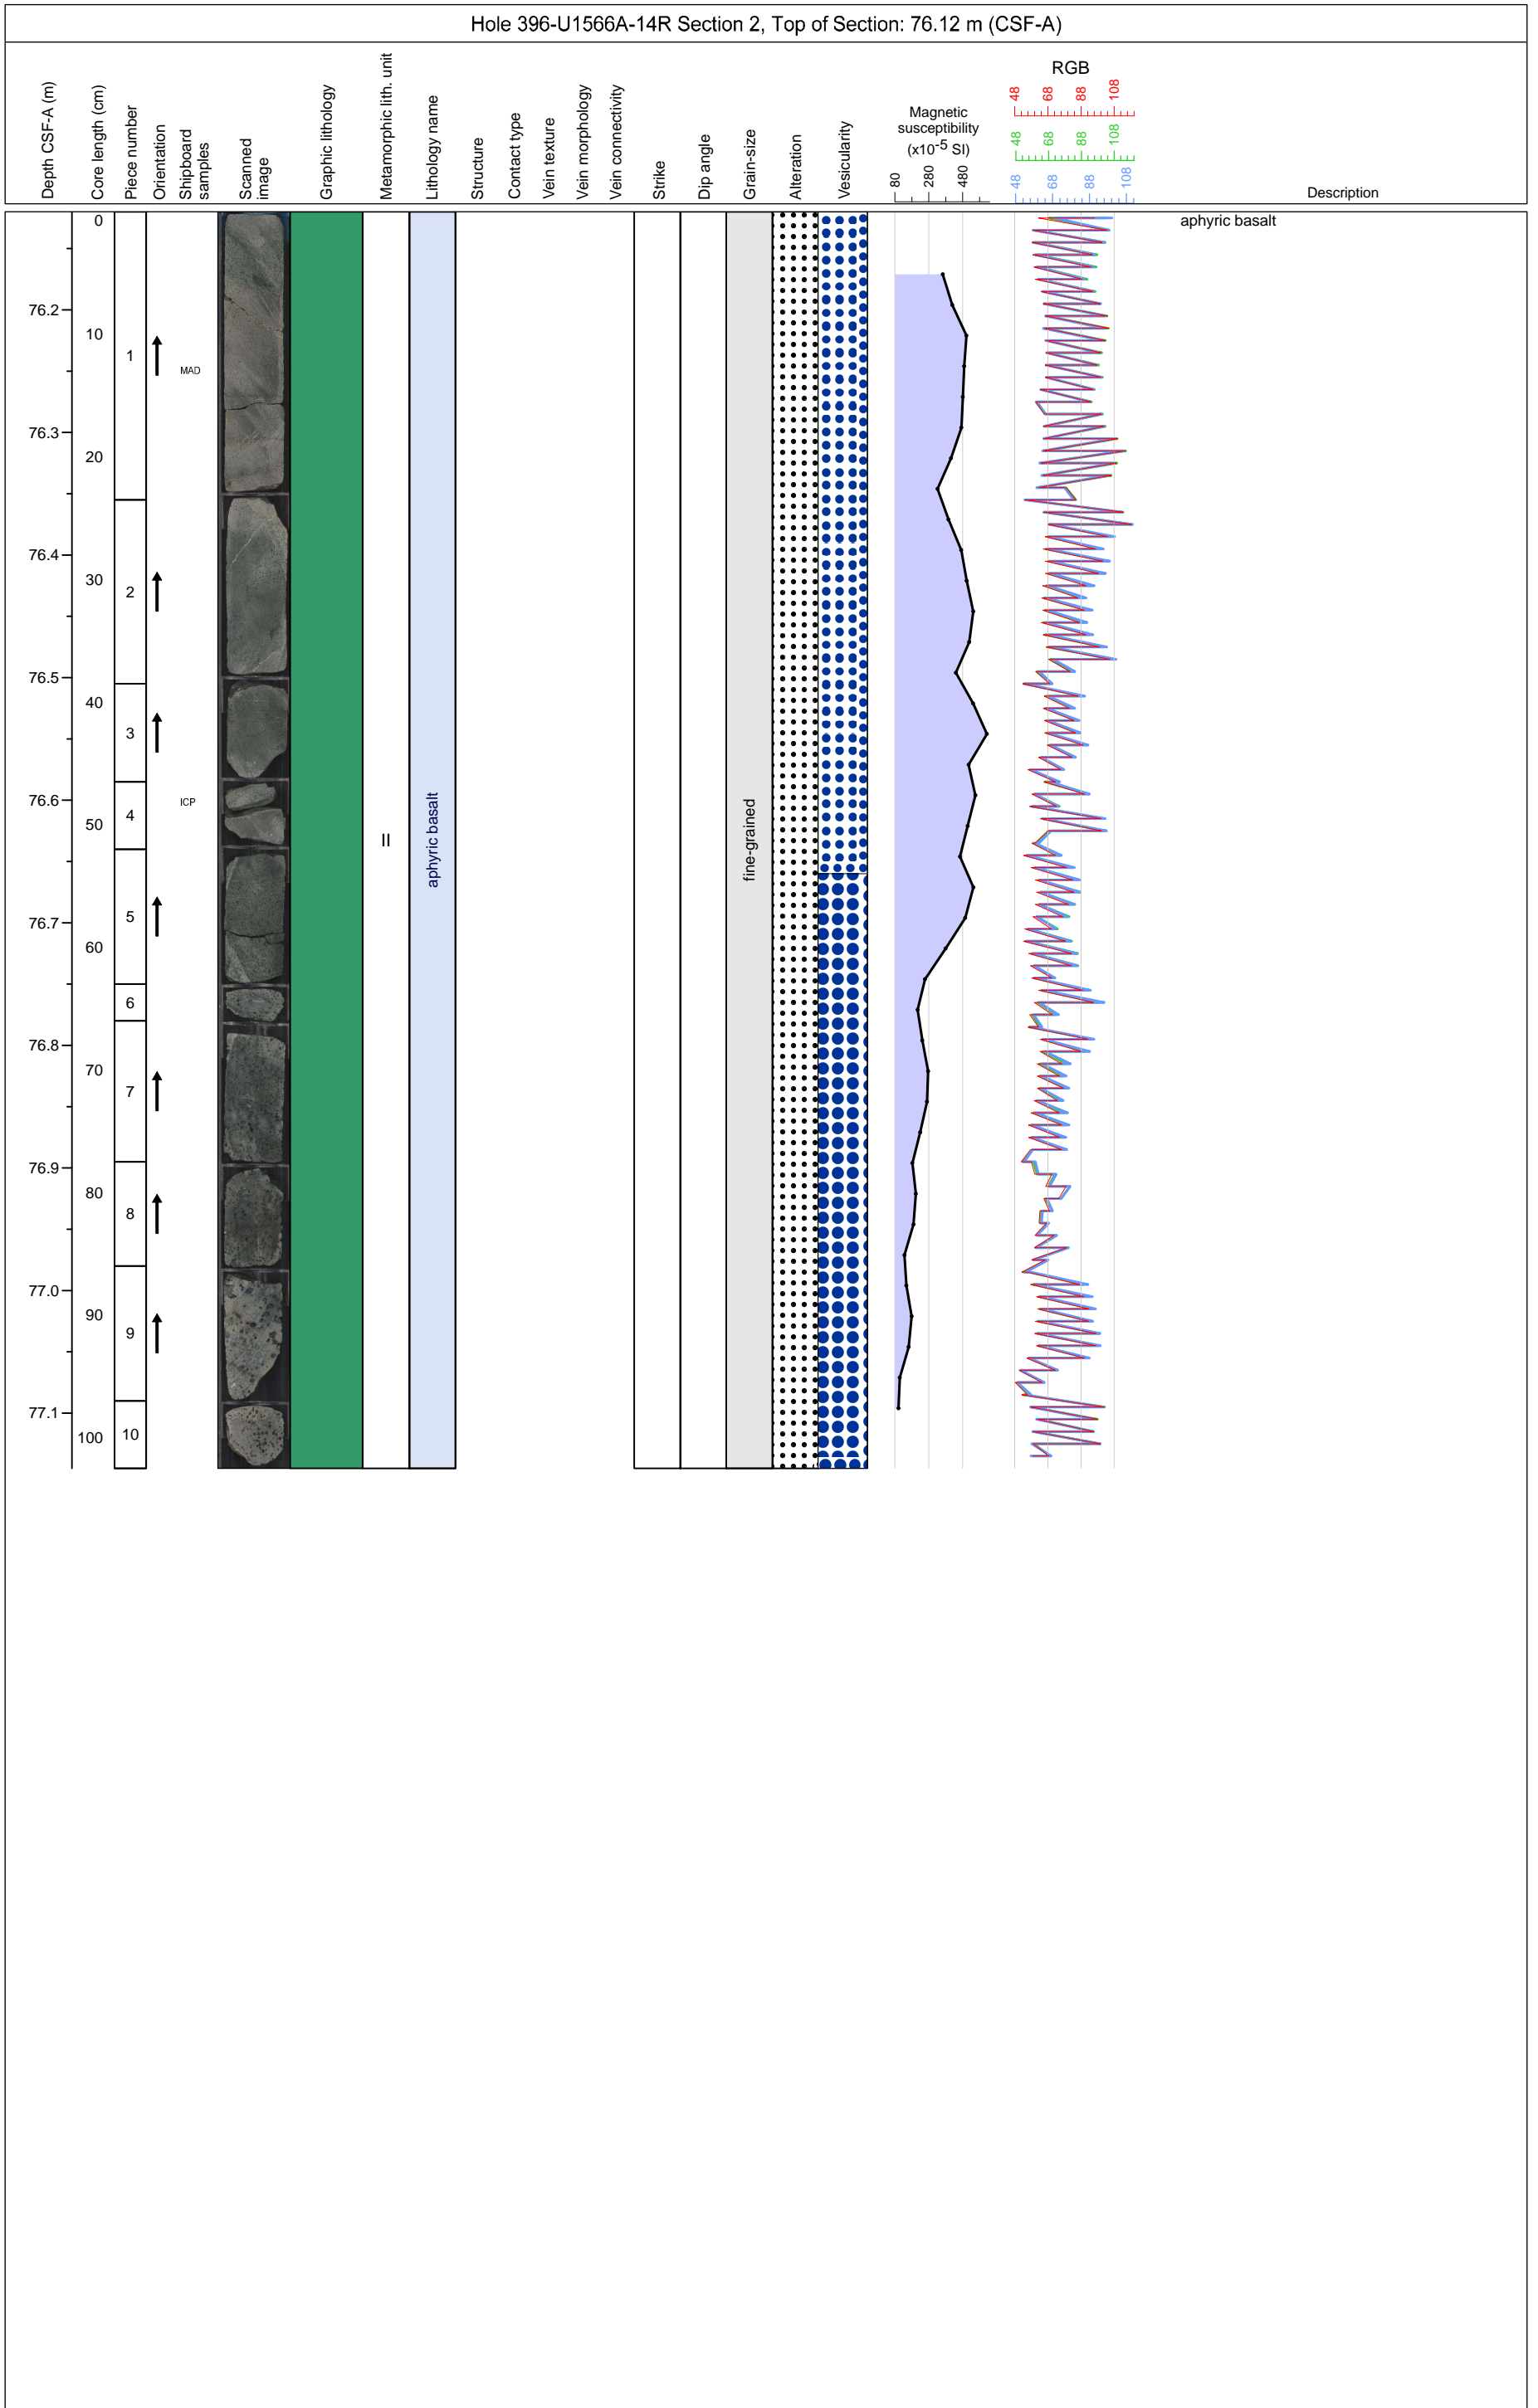 Hole 396-U1566A-14R Section 2, Top of Section: 76.12 m (CSF-A)
Depth CSF-A (m)
Core length (cm)
Piece number
Orientation
Shipboard
samples
Scanned
image
Graphic lithology
Metamorphic lith. unit
Lithology name
Structure
Contact type
Vein texture
Vein morphology
Vein connectivity
Strike
Dip angle
Grain-size
Alteration
Vesicularity
Magnetic
susceptibility
(x10-5 SI)
80 280 480
RGB
48 68 88 108
48 68 88 108
48 68 88 108
Description
0
aphyric basalt
76.2
10
1
MAD
76.3
20
76.4
30
2
76.5
40
3
76.6
ICP
50
4
II
aphyric basalt
fine-grained
76.7
5
60
6
76.8
70
7
76.9
80
8
77.0
90
9
77.1
100
10